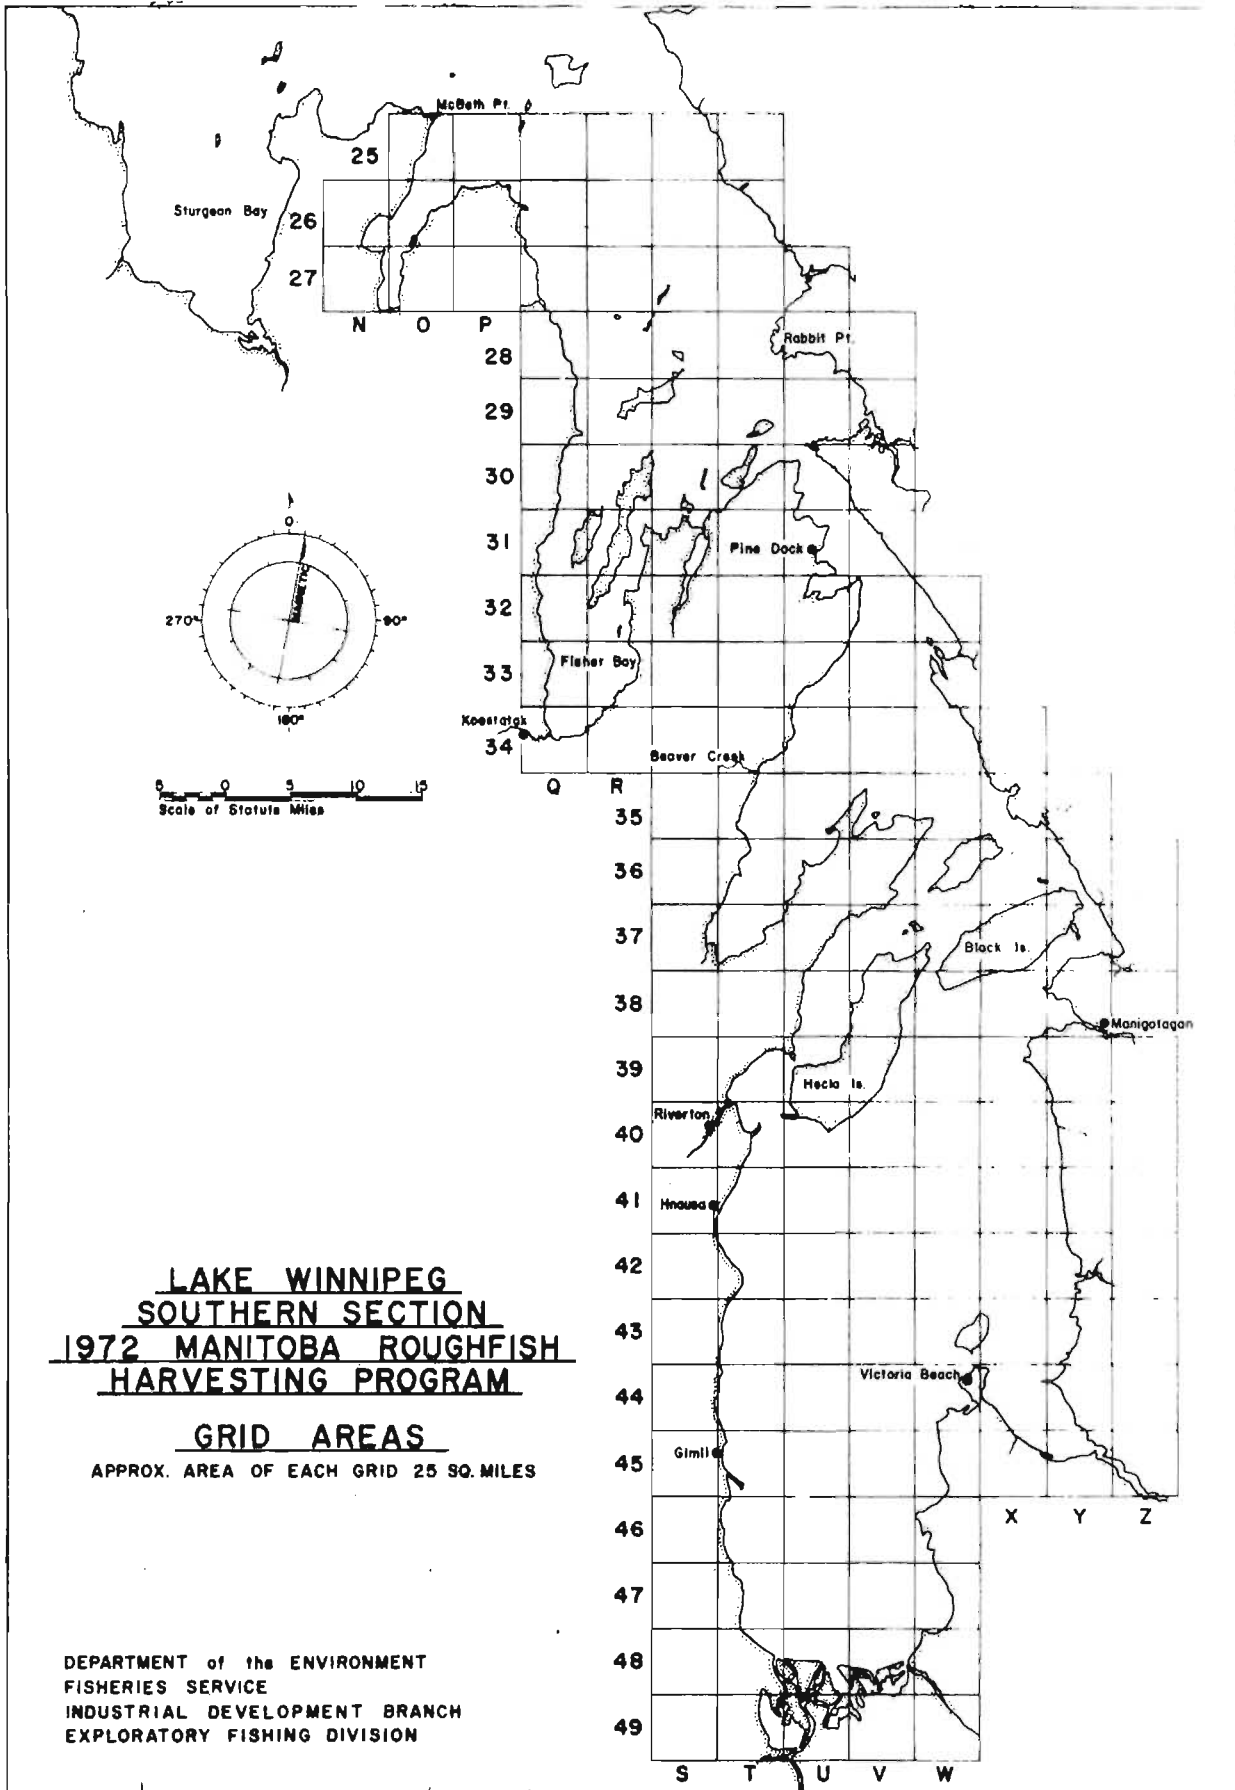 McBeth Pt.
25
Sturgeon Bay
26
27
N O P
Rabbit Pt.
28
29
30
0
31
Pine Dock
MAGNETIC
32
270° 90°
Fisher Bay
33
180°
Koostatak
34
Beaver Creek
Q R
5 0 5 10 15
Scale of Statute Miles
35
36
37
Black Is.
38
Manigotagan
39
Hecla Is.
Riverton
40
41
Hnausa
42
LAKE WINNIPEG
SOUTHERN SECTION
1972 MANITOBA ROUGHFISH
HARVESTING PROGRAM
43
44
Victoria Beach
GRID AREAS
APPROX. AREA OF EACH GRID 25 SQ. MILES
Gimli
45
X Y Z
46
47
48
49
DEPARTMENT of the ENVIRONMENT
FISHERIES SERVICE
INDUSTRIAL DEVELOPMENT BRANCH
EXPLORATORY FISHING DIVISION
S T U V W